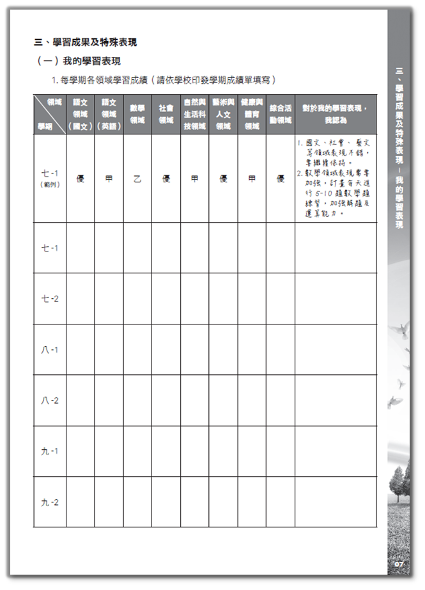 三、學習成果及特殊表現
（一）我的學習表現
1. 每學期各領域學習成績（請依學校印發學期成績單填寫）
領域
學期
語文
領域
（國文）
語文
領域
（英語）
數學
領域
社會
領域
自然與
生活科
技領域
藝術與
人文
領域
健康與
體育
領域
綜合活
動領域
對於我的學習表現，
我認為
七 -1
（範例）
優
甲
乙
甲
甲
優
甲
優
1. 國文、社會、藝文
等領域表現不錯，
要繼續保持。
2. 數學領域表現需要
加強，計畫每天進
行5-10題數學題
練習，加強解題及
運算能力。
七 -1
七 -2
八 -1
八 -2
九 -1
九 -2
三、學習成果及特殊表現－我的學習表現
07